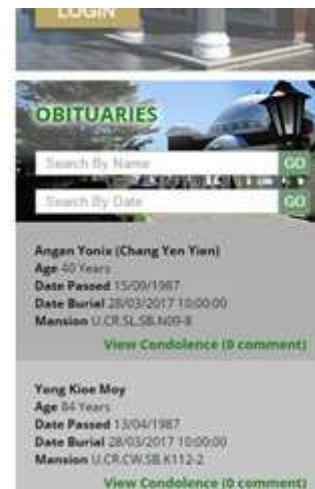 LOGIN
OBITUARIES
Search By Name
GO
Search By Date
GO
Angan Yonix (Chang Yen Yien)
Age 40 Years
Date Passed 15/09/1987
Date Burial 28/03/2017 10:00:00
Mansion U.CR.SL.SB.N09-8
View Condolence (0 comment)
Yong Kioe Moy
Age 84 Years
Date Passed 13/04/1987
Date Burial 28/03/2017 10:00:00
Mansion U.CR.CW.SB.K112-2
View Condolence (0 comment)